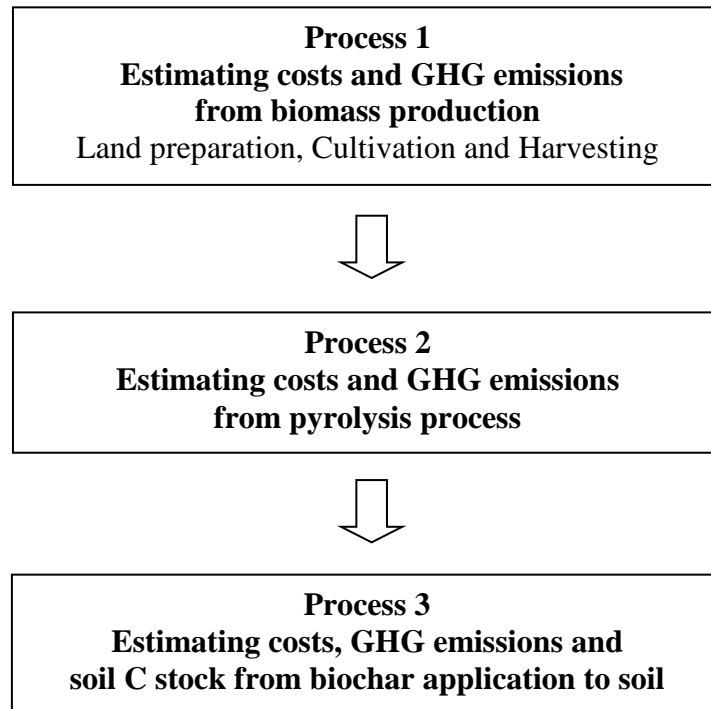 Process 1
Estimating costs and GHG emissions
from biomass production
Land preparation, Cultivation and Harvesting
Process 2
Estimating costs and GHG emissions
from pyrolysis process
Process 3
Estimating costs, GHG emissions and
soil C stock from biochar application to soil